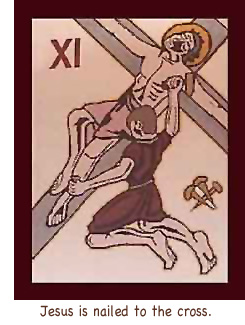 XI
Jesus is nailed to the cross.